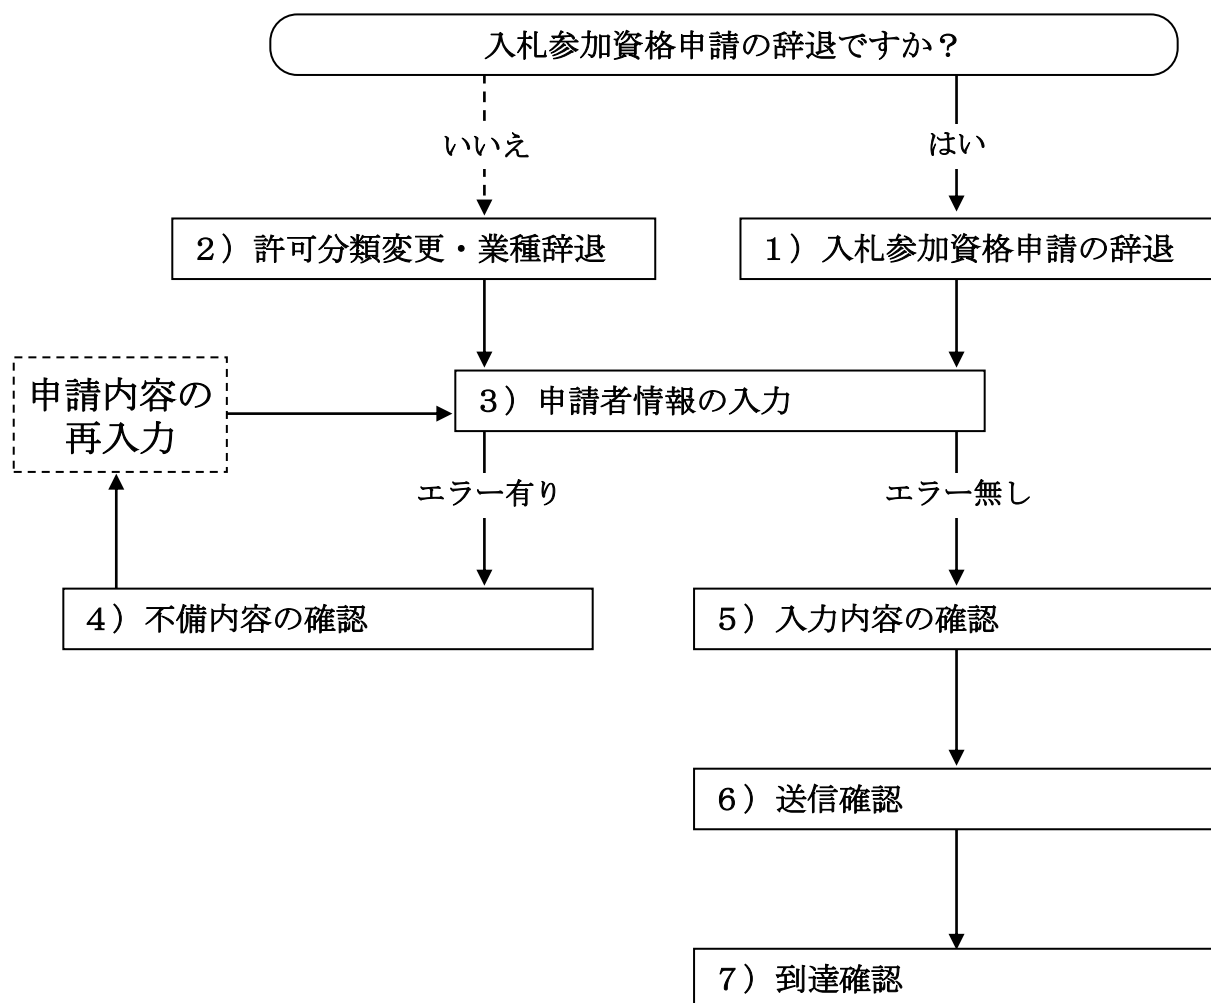 入札参加資格申請の辞退ですか？
いいえ
はい
２）許可分類変更・業種辞退
１）入札参加資格申請の辞退
申請内容の
再入力
３）申請者情報の入力
エラー有り
エラー無し
４）不備内容の確認
５）入力内容の確認
６）送信確認
７）到達確認